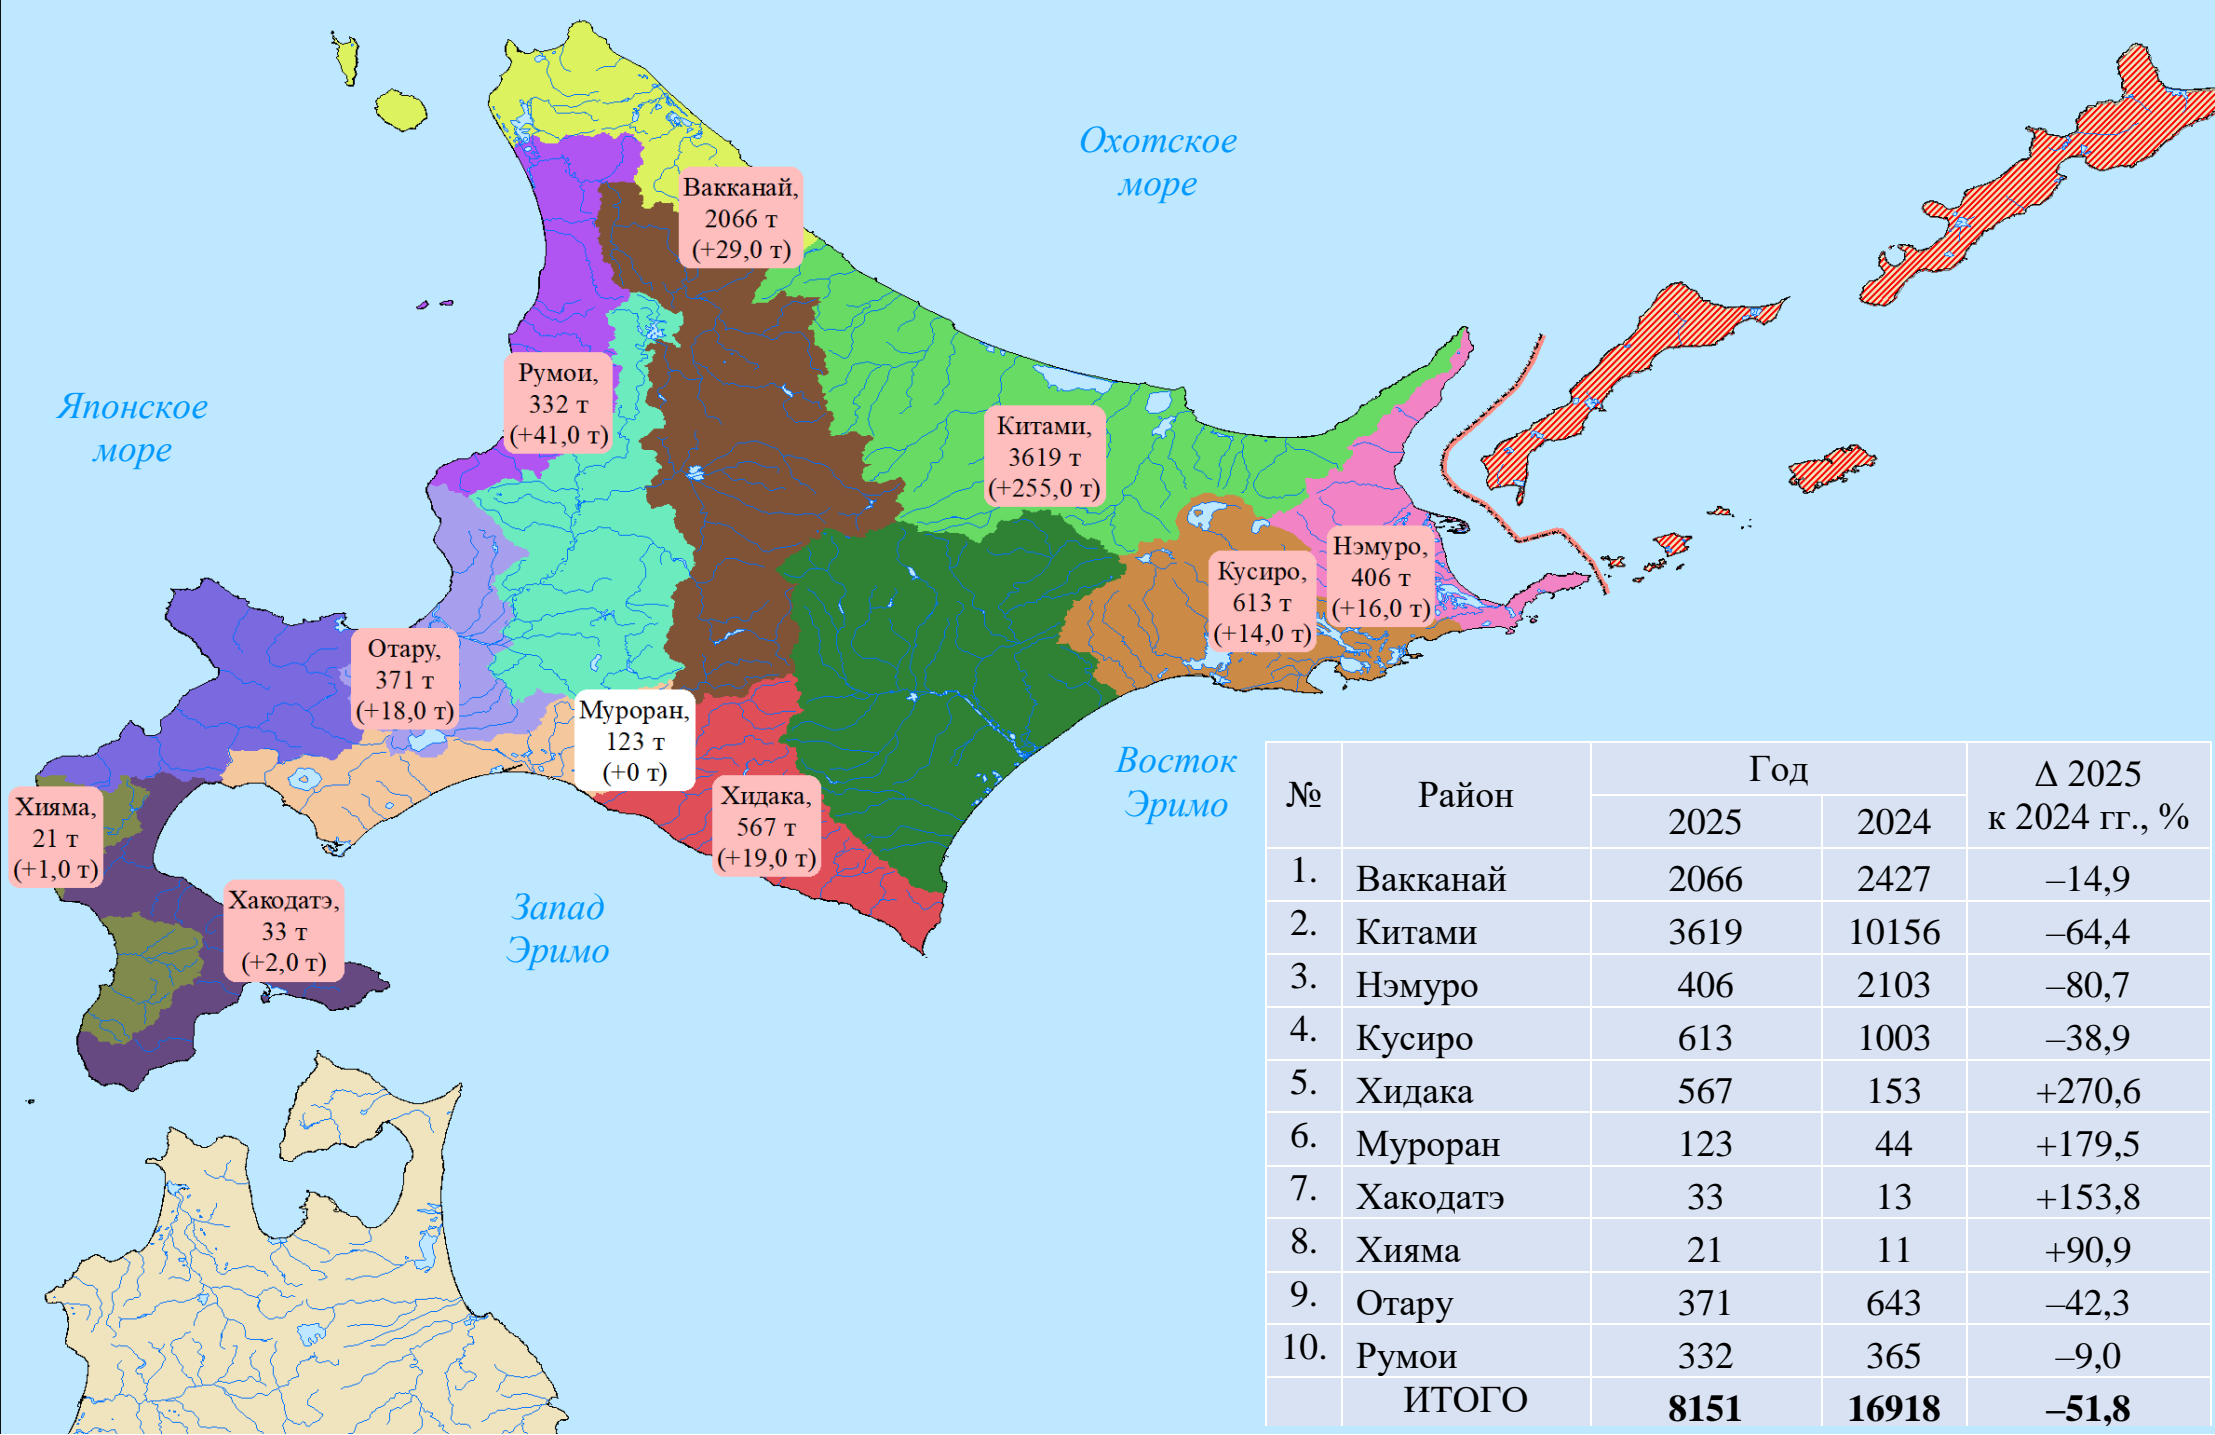 Охотское
море
Вакканай,
2066 т
(+29,0 т)
Румои,
332 т
(+41,0 т)
Японское
море
Китами,
3619 т
(+255,0 т)
Нэмуро,
406 т
(+16,0 т)
Кусиро,
613 т
(+14,0 т)
Отару,
371 т
(+18,0 т)
Муроран,
123 т
(+0 т)
Хидака,
567 т
(+19,0 т)
Хияма,
21 т
(+1,0 т)
Хакодатэ,
33 т
(+2,0 т)
Запад
Эримо
Восток
Эримо
№ Район Год Δ 2025
2025 2024 к 2024 гг., %
1. Вакканай 2066 2427 –14,9
2. Китами 3619 10156 –64,4
3. Нэмуро 406 2103 –80,7
4. Кусиро 613 1003 –38,9
5. Хидака 567 153 +270,6
6. Муроран 123 44 +179,5
7. Хакодатэ 33 13 +153,8
8. Хияма 21 11 +90,9
9. Отару 371 643 –42,3
10. Румои 332 365 –9,0
ИТОГО 8151 16918 –51,8